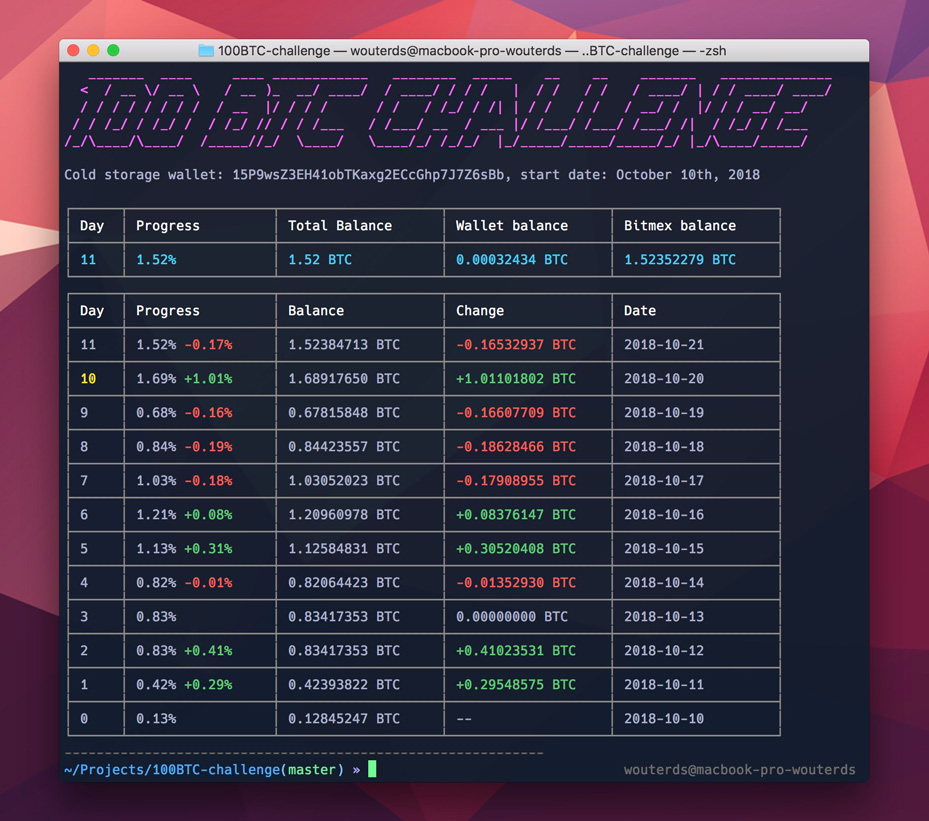 100BTC-challenge — wouterds@macbook-pro-wouterds — ..BTC-challenge — -zsh
100 BTC CHALLENGE
Cold storage wallet: 15P9wsZ3EH41obTKaxg2ECcGhp7J7Z6sBb, start date: October 10th, 2018
Day Progress Total Balance Wallet balance Bitmex balance
11 1.52% 1.52 BTC 0.00032434 BTC 1.52352279 BTC
Day Progress Balance Change Date
11 1.52% -0.17% 1.52384713 BTC -0.16532937 BTC 2018-10-21
10 1.69% +1.01% 1.68917650 BTC +1.01101802 BTC 2018-10-20
9 0.68% -0.16% 0.67815848 BTC -0.16607709 BTC 2018-10-19
8 0.84% -0.19% 0.84423557 BTC -0.18628466 BTC 2018-10-18
7 1.03% -0.18% 1.03052023 BTC -0.17908955 BTC 2018-10-17
6 1.21% +0.08% 1.20960978 BTC +0.08376147 BTC 2018-10-16
5 1.13% +0.31% 1.12584831 BTC +0.30520408 BTC 2018-10-15
4 0.82% -0.01% 0.82064423 BTC -0.01352930 BTC 2018-10-14
3 0.83% 0.83417353 BTC 0.00000000 BTC 2018-10-13
2 0.83% +0.41% 0.83417353 BTC +0.41023531 BTC 2018-10-12
1 0.42% +0.29% 0.42393822 BTC +0.29548575 BTC 2018-10-11
0 0.13% 0.12845247 BTC -- 2018-10-10
~/Projects/100BTC-challenge(master) » wouterds@macbook-pro-wouterds